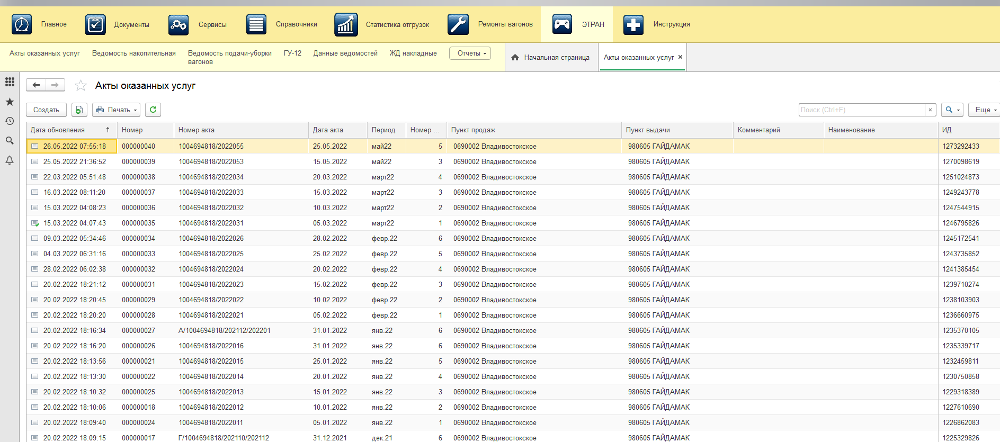 Главное Документы Сервисы Справочники Статистика отгрузок Ремонты вагонов ЭТРАН Инструкция
Акты оказанных услуг Ведомость накопительная Ведомость подачи-уборки вагонов ГУ-12 Данные ведомостей ЖД накладные Отчеты
Начальная страница Акты оказанных услуг ×
Акты оказанных услуг
Создать Печать Поиск (Ctrl+F) × Еще
Дата обновления ↑ Номер Номер акта Дата акта Период Номер ... Пункт продаж Пункт выдачи Комментарий Наименование ИД
26.05.2022 07:55:18 000000040 1004694818/2022055 25.05.2022 май22 5 0690002 Владивостокское 980605 ГАЙДАМАК 1273292433
25.05.2022 21:36:52 000000039 1004694818/2022053 15.05.2022 май22 3 0690002 Владивостокское 980605 ГАЙДАМАК 1270098619
22.03.2022 05:51:48 000000038 1004694818/2022034 20.03.2022 март22 4 0690002 Владивостокское 980605 ГАЙДАМАК 1251024873
16.03.2022 08:11:20 000000037 1004694818/2022033 15.03.2022 март22 3 0690002 Владивостокское 980605 ГАЙДАМАК 1249243778
15.03.2022 04:08:23 000000036 1004694818/2022032 10.03.2022 март22 2 0690002 Владивостокское 980605 ГАЙДАМАК 1247544915
15.03.2022 04:07:43 000000035 1004694818/2022031 05.03.2022 март22 1 0690002 Владивостокское 980605 ГАЙДАМАК 1246795826
09.03.2022 05:34:46 000000034 1004694818/2022026 28.02.2022 февр.22 6 0690002 Владивостокское 980605 ГАЙДАМАК 1245172541
04.03.2022 06:31:16 000000033 1004694818/2022025 25.02.2022 февр.22 5 0690002 Владивостокское 980605 ГАЙДАМАК 1243735852
28.02.2022 06:02:38 000000032 1004694818/2022024 20.02.2022 февр.22 4 0690002 Владивостокское 980605 ГАЙДАМАК 1241385454
20.02.2022 18:21:12 000000031 1004694818/2022023 15.02.2022 февр.22 3 0690002 Владивостокское 980605 ГАЙДАМАК 1239710274
20.02.2022 18:20:45 000000029 1004694818/2022022 10.02.2022 февр.22 2 0690002 Владивостокское 980605 ГАЙДАМАК 1238103903
20.02.2022 18:20:20 000000028 1004694818/2022021 05.02.2022 февр.22 1 0690002 Владивостокское 980605 ГАЙДАМАК 1236660975
20.02.2022 18:16:34 000000027 А/1004694818/202112/202201 31.01.2022 янв.22 6 0690002 Владивостокское 980605 ГАЙДАМАК 1235370105
20.02.2022 18:16:20 000000026 1004694818/2022016 31.01.2022 янв.22 6 0690002 Владивостокское 980605 ГАЙДАМАК 1235339717
20.02.2022 18:13:56 000000021 1004694818/2022015 25.01.2022 янв.22 5 0690002 Владивостокское 980605 ГАЙДАМАК 1232459811
20.02.2022 18:13:30 000000022 1004694818/2022014 20.01.2022 янв.22 4 0690002 Владивостокское 980605 ГАЙДАМАК 1230750858
20.02.2022 18:10:32 000000025 1004694818/2022013 15.01.2022 янв.22 3 0690002 Владивостокское 980605 ГАЙДАМАК 1229318389
20.02.2022 18:10:06 000000018 1004694818/2022012 10.01.2022 янв.22 2 0690002 Владивостокское 980605 ГАЙДАМАК 1227610690
20.02.2022 18:09:40 000000024 1004694818/2022011 05.01.2022 янв.22 1 0690002 Владивостокское 980605 ГАЙДАМАК 1226862083
20.02.2022 18:09:15 000000017 Г/1004694818/202110/202112 31.12.2021 дек.21 6 0690002 Владивостокское 980605 ГАЙДАМАК 1225329826